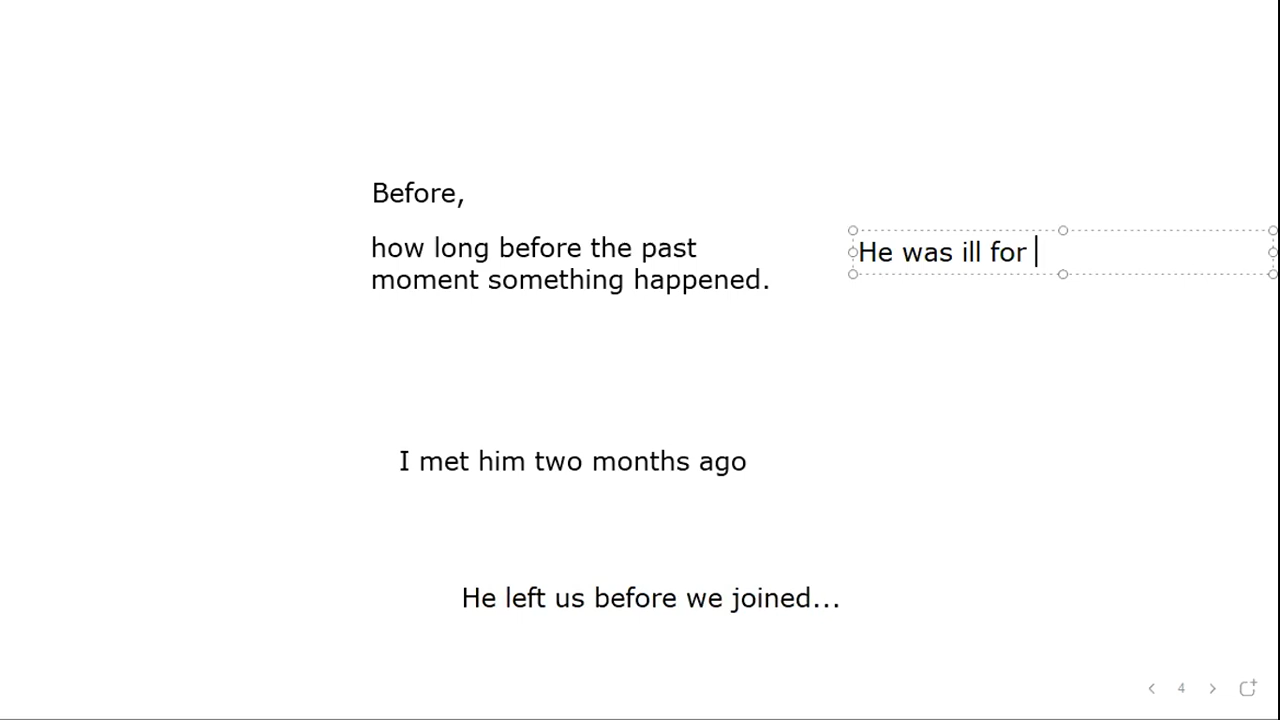 Before,
how long before the past
moment something happened.
He was ill for
I met him two months ago
He left us before we joined...
4